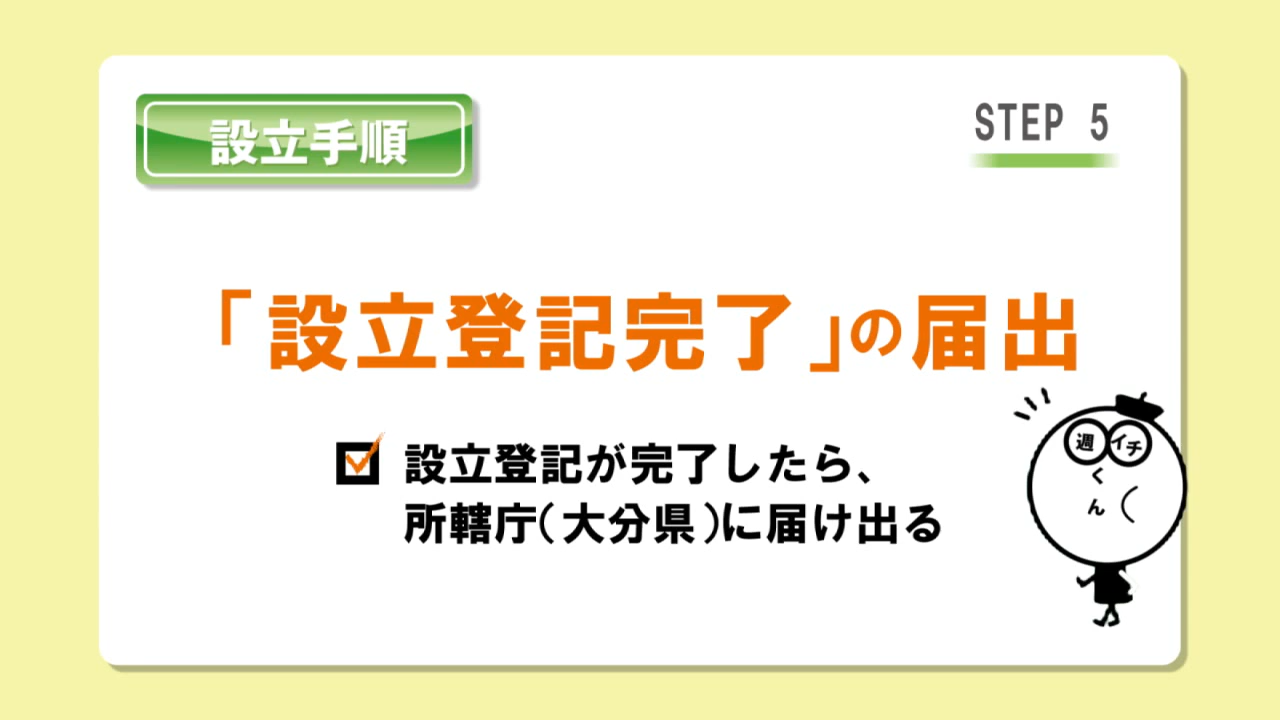 設立手順
STEP 5
「設立登記完了」の届出
設立登記が完了したら、
所轄庁(大分県)に届け出る
週イチ
くん